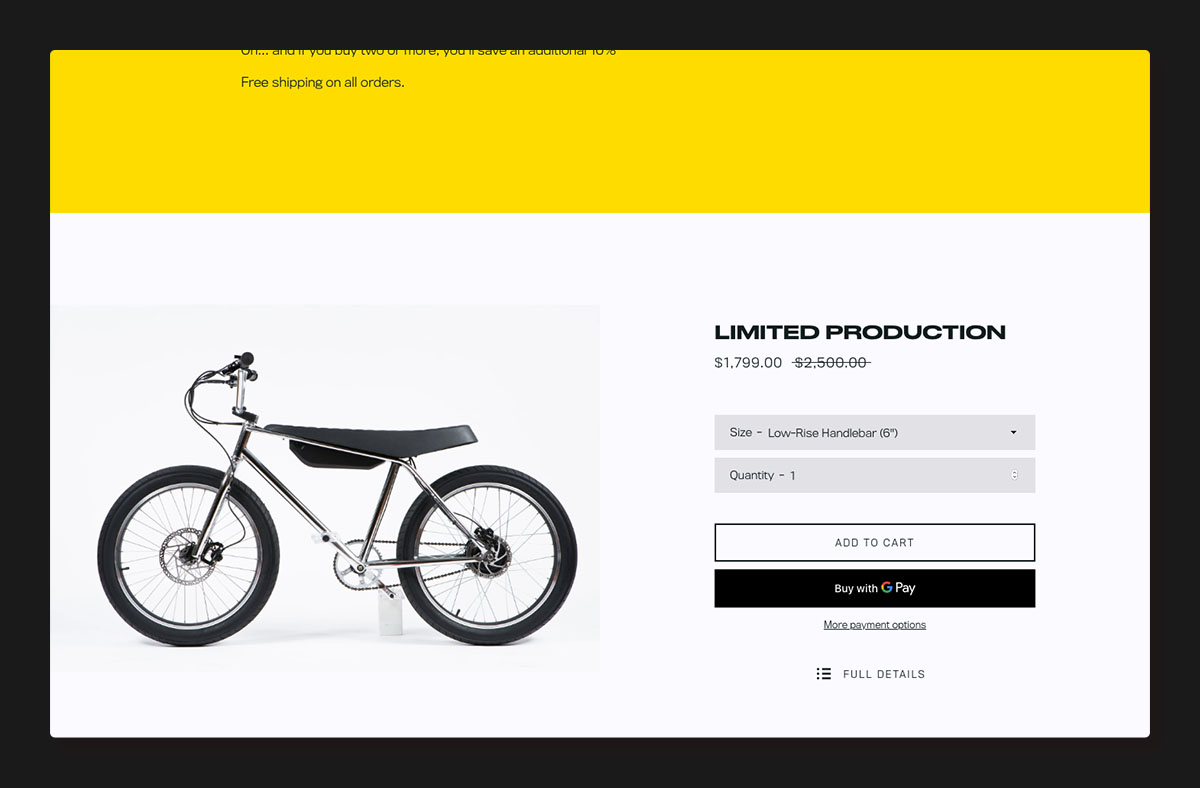 Oh... and if you buy two or more, you'll save an additional 10%
Free shipping on all orders.
LIMITED PRODUCTION
$1,799.00 $2,500.00
Size - Low-Rise Handlebar (6")
Quantity - 1
ADD TO CART
Buy with G Pay
More payment options
FULL DETAILS